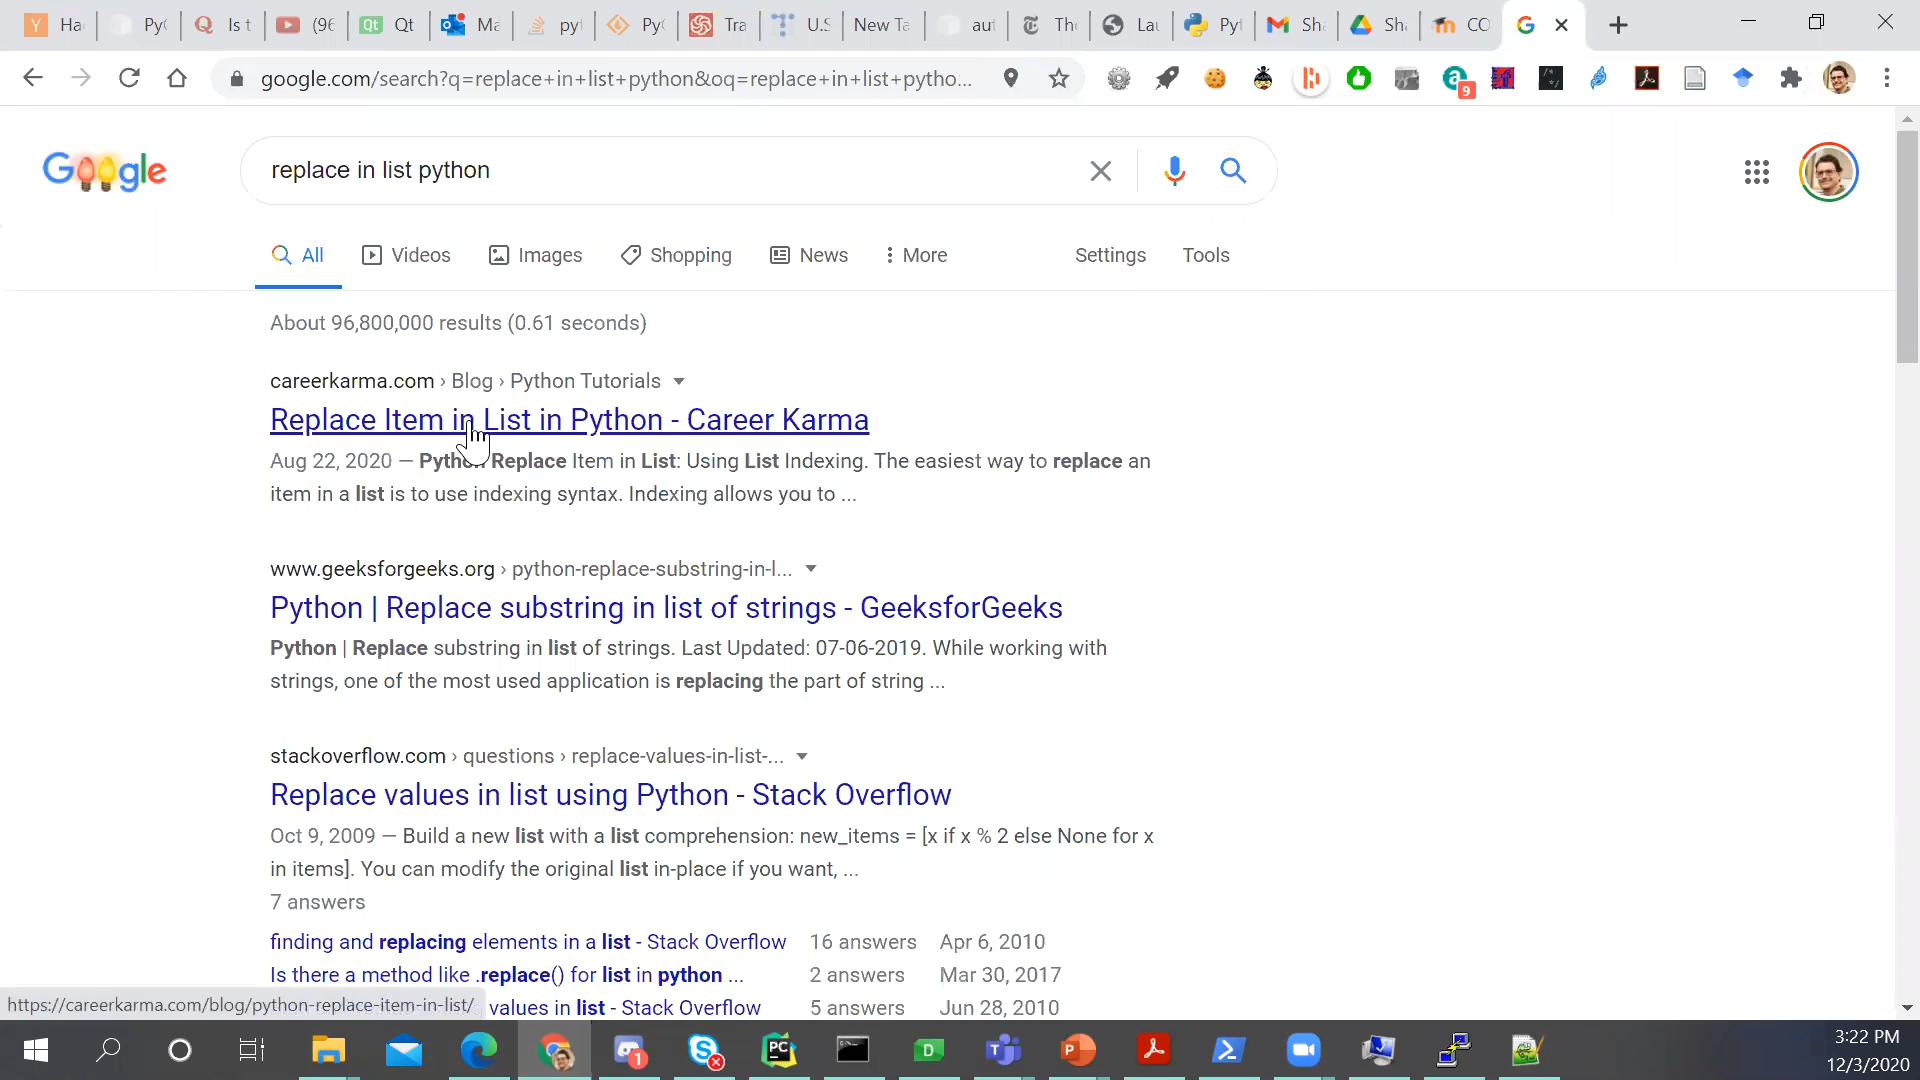 Ha
Py
Is t
(96
Qt
Ma
pyt
Py
Tra
U.S
New Ta
aut
The
Lau
Pyt
Sha
Sha
CO
google.com/search?q=replace+in+list+python&oq=replace+in+list+pytho...
9
Google
replace in list python
All Videos Images Shopping News More Settings Tools
About 96,800,000 results (0.61 seconds)
careerkarma.com › Blog › Python Tutorials
Replace Item in List in Python - Career Karma
Aug 22, 2020 — Python Replace Item in List: Using List Indexing. The easiest way to replace an
item in a list is to use indexing syntax. Indexing allows you to ...
www.geeksforgeeks.org › python-replace-substring-in-l...
Python | Replace substring in list of strings - GeeksforGeeks
Python | Replace substring in list of strings. Last Updated: 07-06-2019. While working with
strings, one of the most used application is replacing the part of string ...
stackoverflow.com › questions › replace-values-in-list-...
Replace values in list using Python - Stack Overflow
Oct 9, 2009 — Build a new list with a list comprehension: new_items = [x if x % 2 else None for x
in items]. You can modify the original list in-place if you want, ...
7 answers
finding and replacing elements in a list - Stack Overflow 16 answers Apr 6, 2010
Is there a method like .replace() for list in python ... 2 answers Mar 30, 2017
values in list - Stack Overflow 5 answers Jun 28, 2010
https://careerkarma.com/blog/python-replace-item-in-list/
3:22 PM
12/3/2020